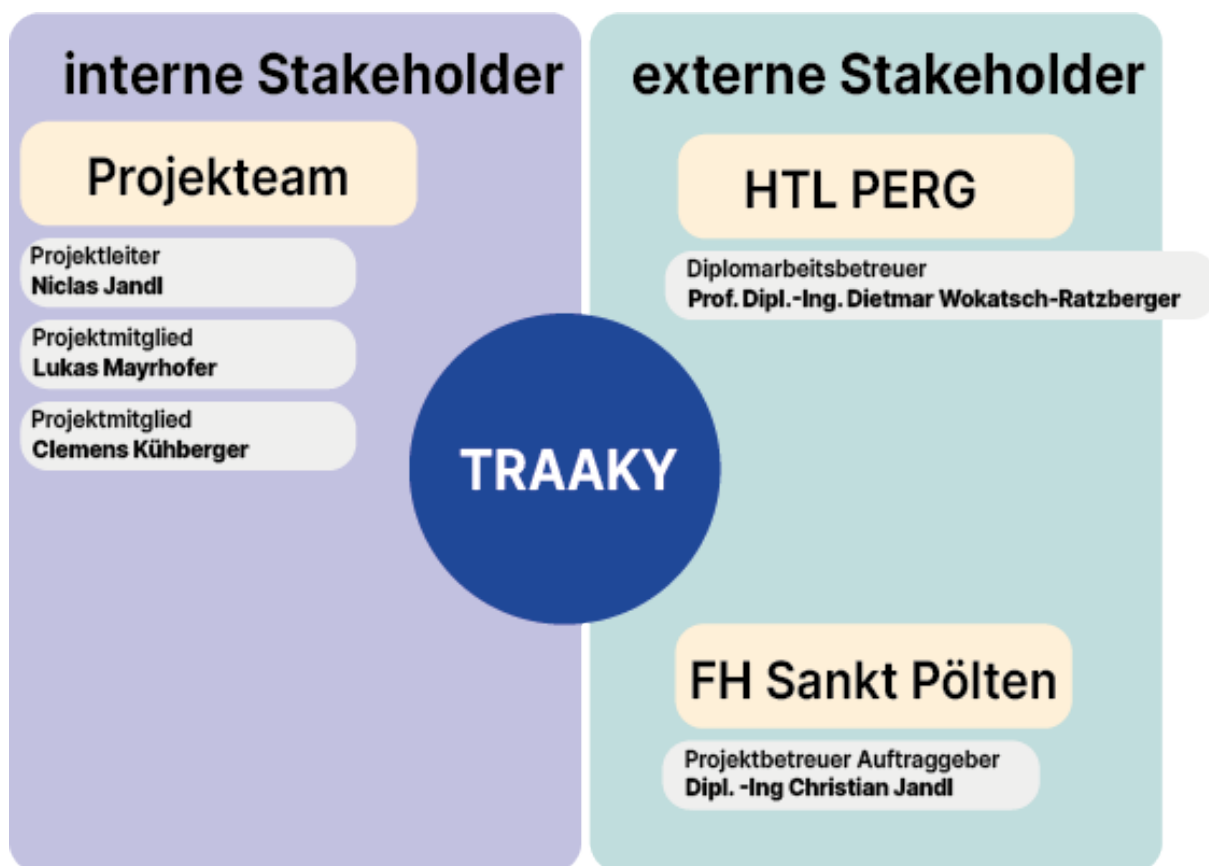 interne Stakeholder
Projekteam
Projektleiter
Niclas Jandl
Projektmitglied
Lukas Mayrhofer
Projektmitglied
Clemens Kühberger
TRAAKY
externe Stakeholder
HTL PERG
Diplomarbeitsbetreuer
Prof. Dipl.-Ing. Dietmar Wokatsch-Ratzberger
FH Sankt Pölten
Projektbetreuer Auftraggeber
Dipl. -Ing Christian Jandl